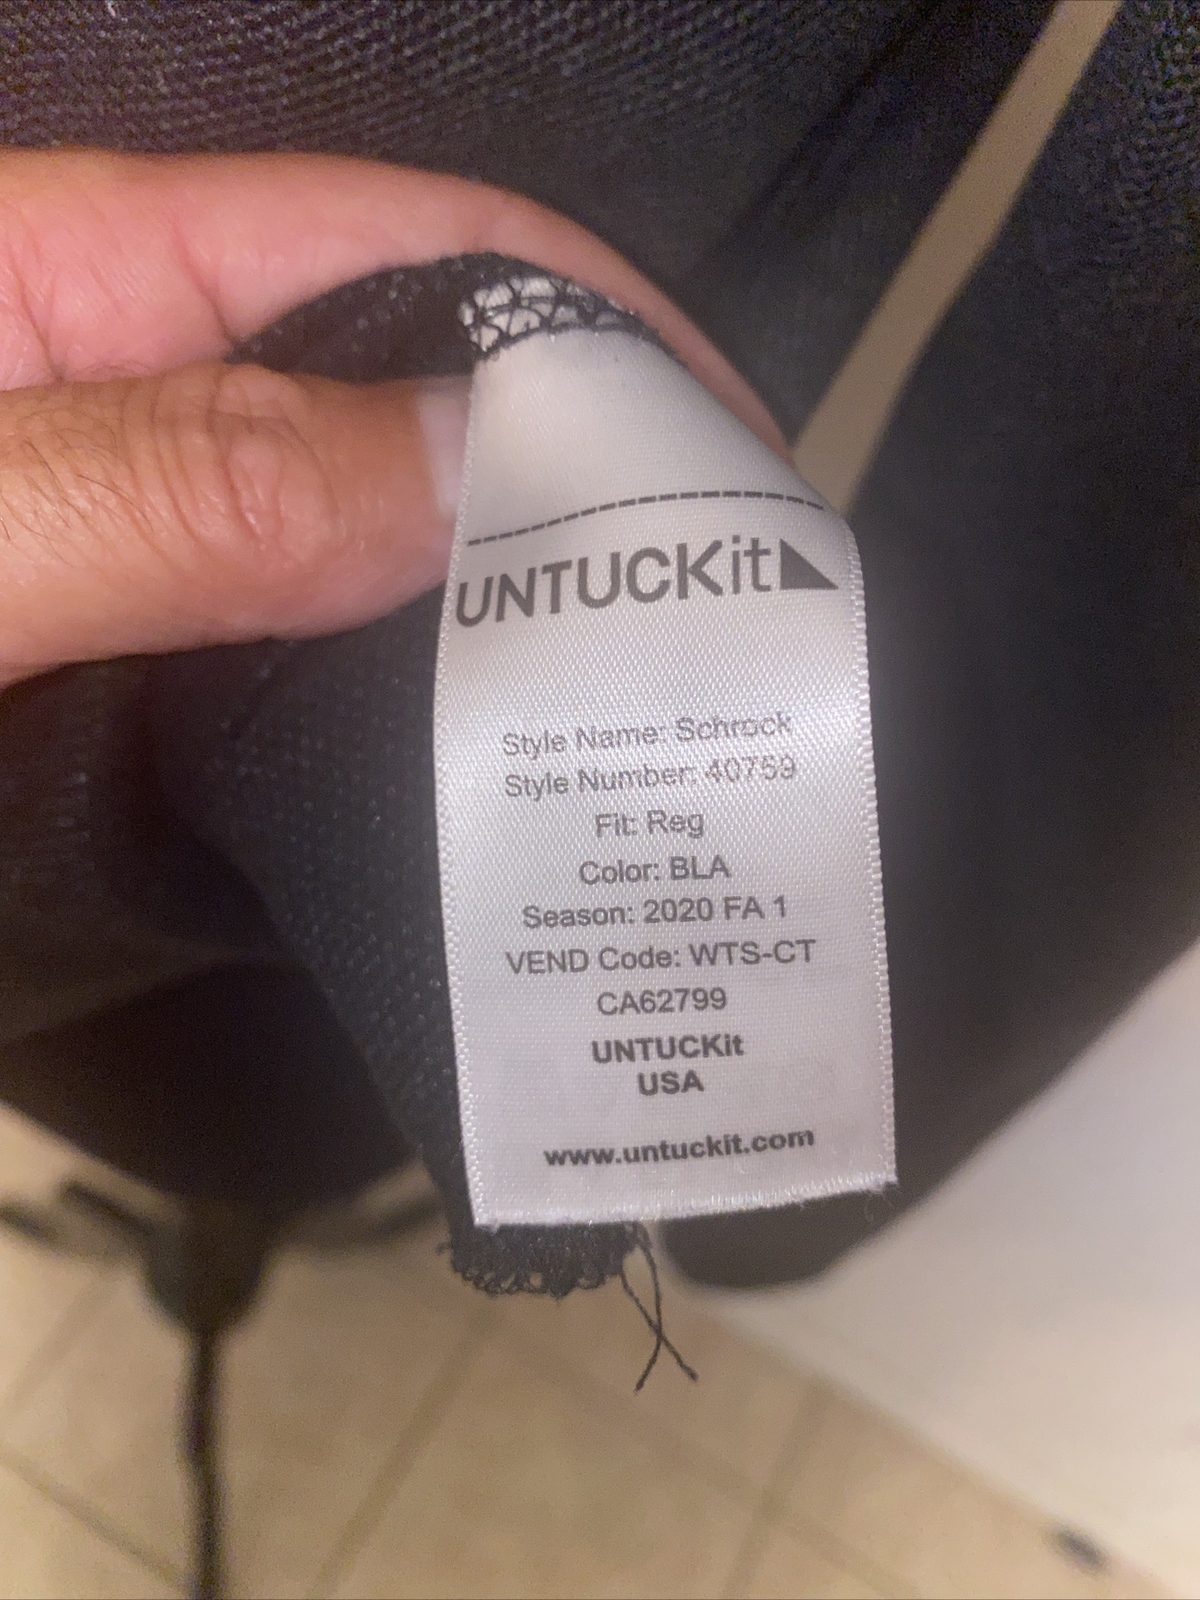 UNTUCKit
Style Name: Schrock
Style Number: 40759
Fit: Reg
Color: BLA
Season: 2020 FA 1
VEND Code: WTS-CT
CA62799
UNTUCKit
USA
www.untuckit.com